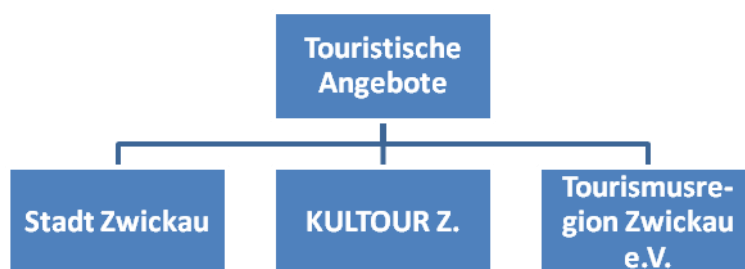 Touristische
Angebote
Stadt Zwickau
KULTOUR Z.
Tourismusre-
gion Zwickau
e.V.